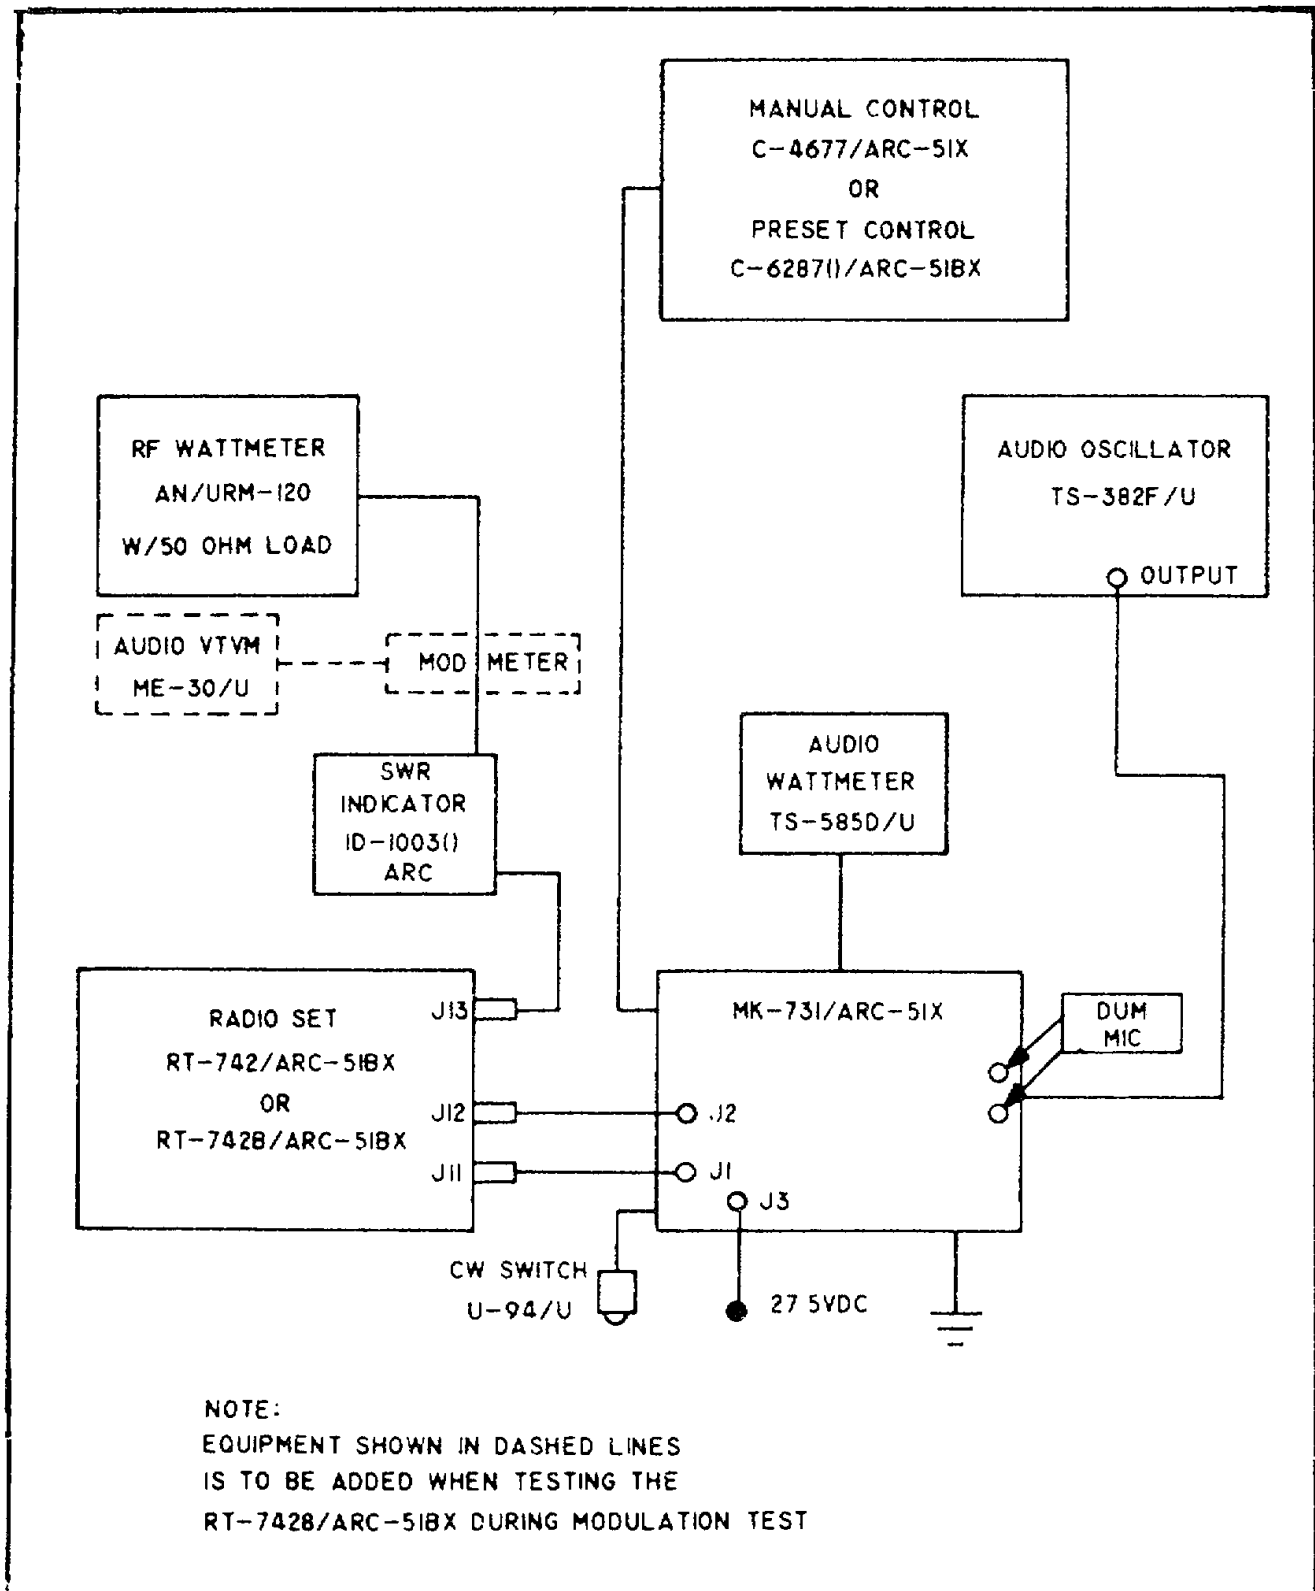 MANUAL CONTROL
C-4677/ARC-51X
OR
PRESET CONTROL
C-6287()/ARC-51BX
RF WATTMETER
AN/URM-120
W/50 OHM LOAD
AUDIO OSCILLATOR
TS-382F/U
OUTPUT
AUDIO VTVM
ME-30/U
MOD METER
SWR
INDICATOR
ID-1003()
ARC
AUDIO
WATTMETER
TS-585D/U
RADIO SET
RT-742/ARC-51BX
OR
RT-742B/ARC-51BX
J13
J12
J11
MK-731/ARC-51X
J2
J1
J3
DUM
MIC
CW SWITCH
U-94/U
27 5VDC
NOTE:
EQUIPMENT SHOWN IN DASHED LINES
IS TO BE ADDED WHEN TESTING THE
RT-742B/ARC-51BX DURING MODULATION TEST